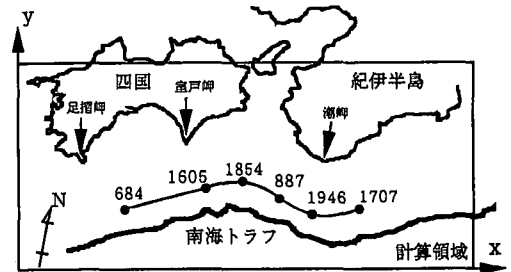 y
四国
紀伊半島
足摺岬
室戸岬
潮岬
684
1605
1854
887
1946
1707
N
南海トラフ
計算領域
x